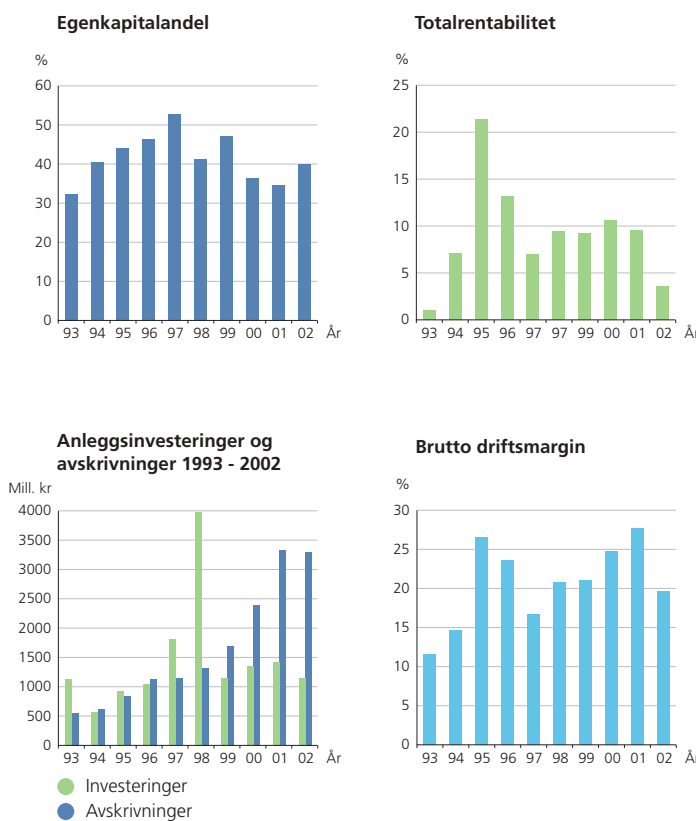 Egenkapitalandel
%
60
50
40
30
20
10
0
93 94 95 96 97 98 99 00 01 02 År
Totalrentabilitet
%
25
20
15
10
5
0
93 94 95 96 97 97 99 00 01 02 År
Anleggsinvesteringer og
avskrivninger 1993 - 2002
Mill. kr
4000
3500
3000
2500
2000
1500
1000
500
0
93 94 95 96 97 98 99 00 01 02 År
Investeringer
Avskrivninger
Brutto driftsmargin
%
30
25
20
15
10
5
0
93 94 95 96 97 98 99 00 01 02 År